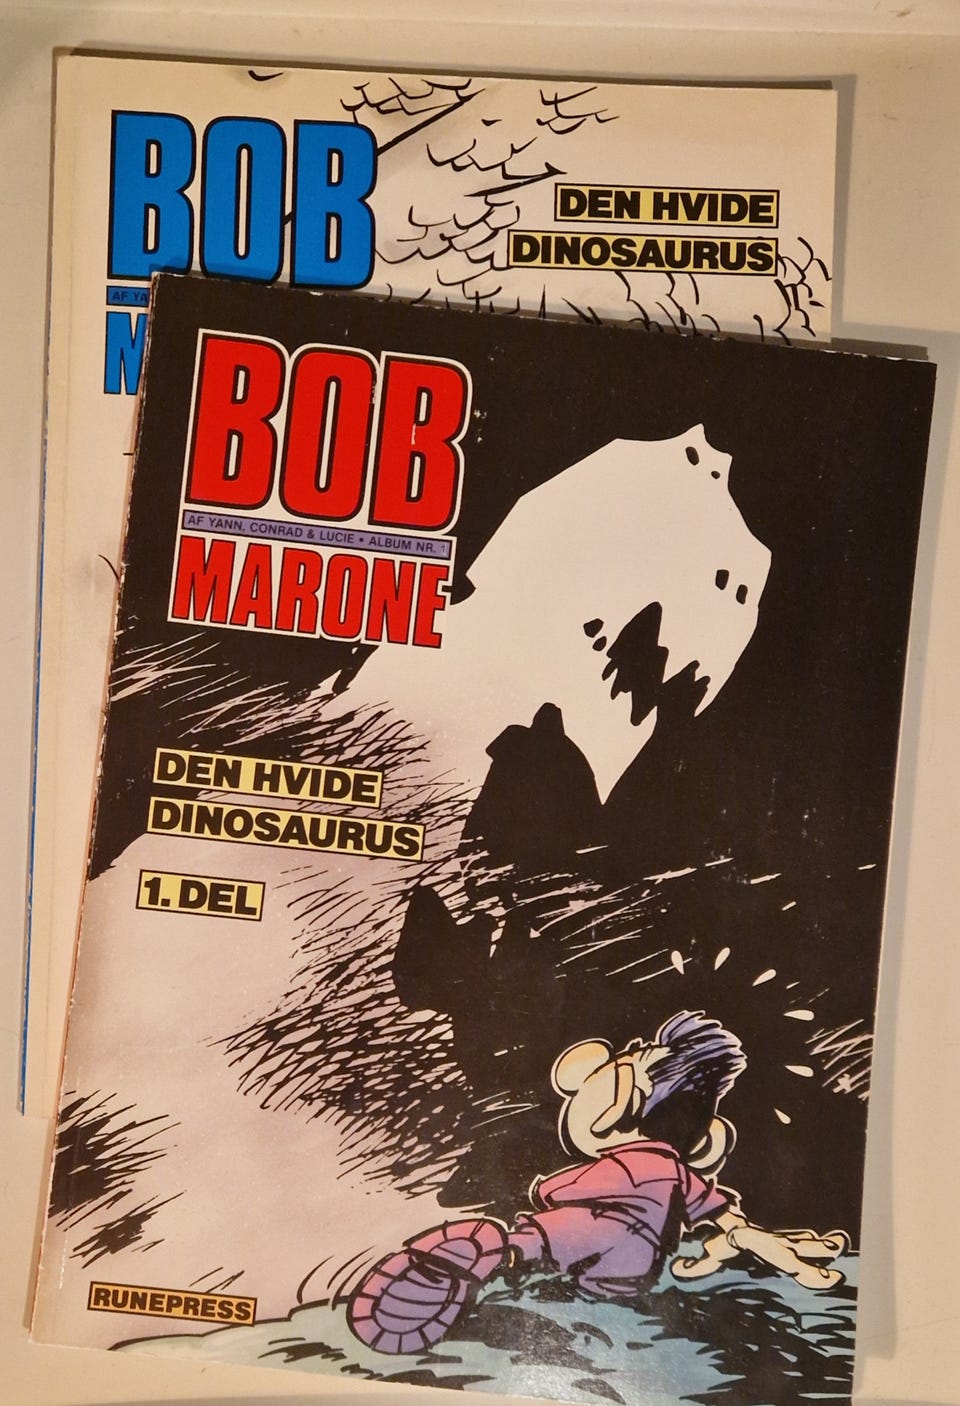 BOB
DEN HVIDE
DINOSAURUS
AF
BOB
AF YANN, CONRAD & LUCIE • ALBUM NR. 1
MARONE
DEN HVIDE
DINOSAURUS
1. DEL
RUNEPRESS